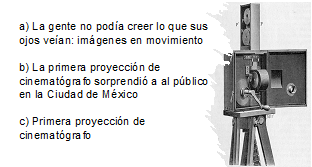 a) La gente no podía creer lo que sus
ojos veían: imágenes en movimiento
b) La primera proyección de
cinematógrafo sorprendió a al público
en la Ciudad de México
c) Primera proyección de
cinematógrafo